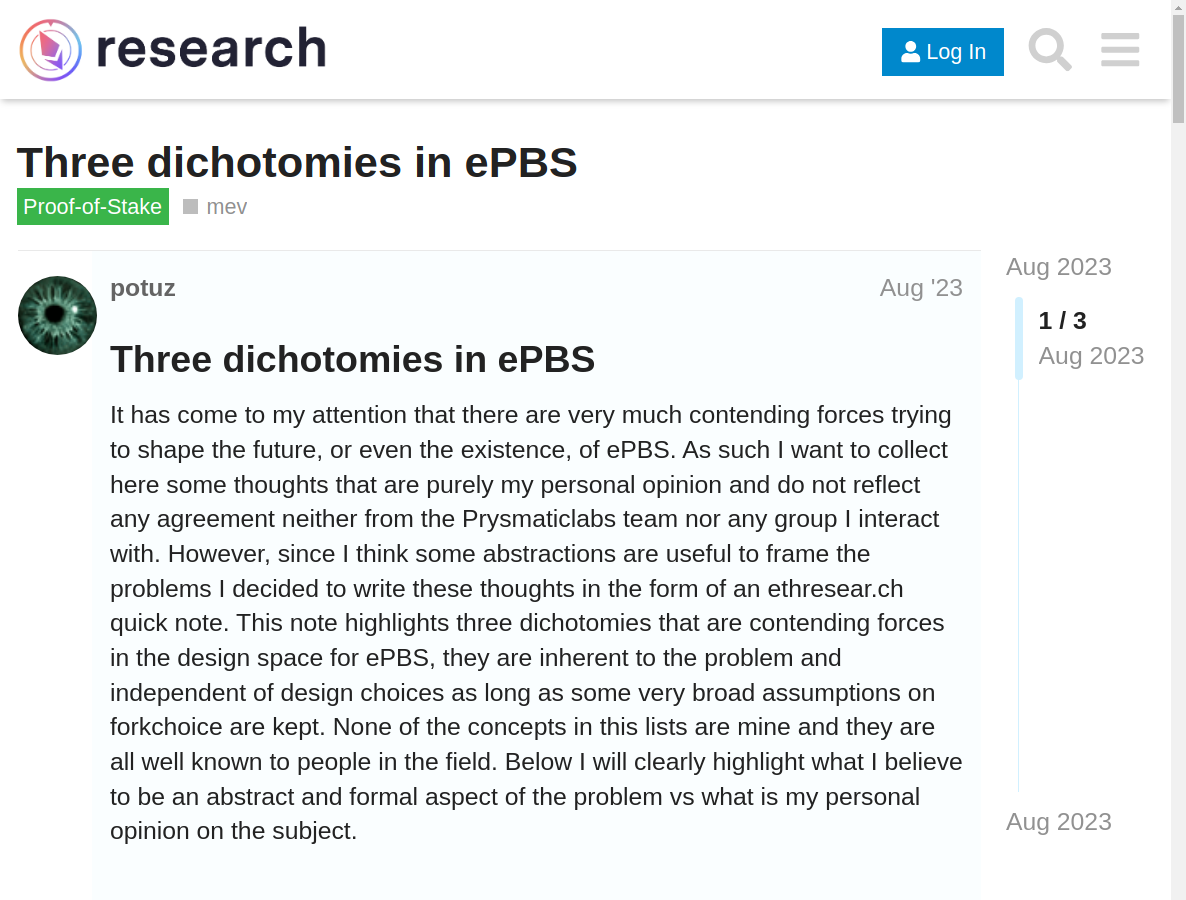 research
Log In
Three dichotomies in ePBS
Proof-of-Stake
mev
potuz
Aug '23
Three dichotomies in ePBS
It has come to my attention that there are very much contending forces trying
to shape the future, or even the existence, of ePBS. As such I want to collect
here some thoughts that are purely my personal opinion and do not reflect
any agreement neither from the Prysmaticlabs team nor any group I interact
with. However, since I think some abstractions are useful to frame the
problems I decided to write these thoughts in the form of an ethresear.ch
quick note. This note highlights three dichotomies that are contending forces
in the design space for ePBS, they are inherent to the problem and
independent of design choices as long as some very broad assumptions on
forkchoice are kept. None of the concepts in this lists are mine and they are
all well known to people in the field. Below I will clearly highlight what I believe
to be an abstract and formal aspect of the problem vs what is my personal
opinion on the subject.
Aug 2023
1 / 3
Aug 2023
Aug 2023